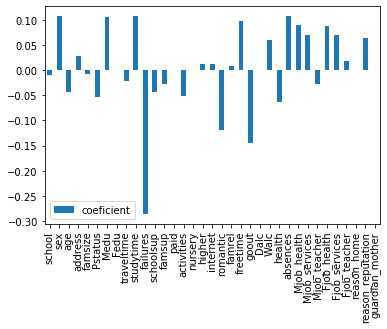 0.10
0.05
0.00
−0.05
−0.10
−0.15
−0.20
−0.25
−0.30
coeficient
school
sex
age
address
famsize
Pstatus
Medu
Fedu
traveltime
studytime
failures
schoolsup
famsup
paid
activities
nursery
higher
internet
romantic
famrel
freetime
goout
Dalc
Walc
health
absences
Mjob_health
Mjob_services
Mjob_teacher
Fjob_health
Fjob_services
Fjob_teacher
reason_home
reason_reputation
guardian_mother